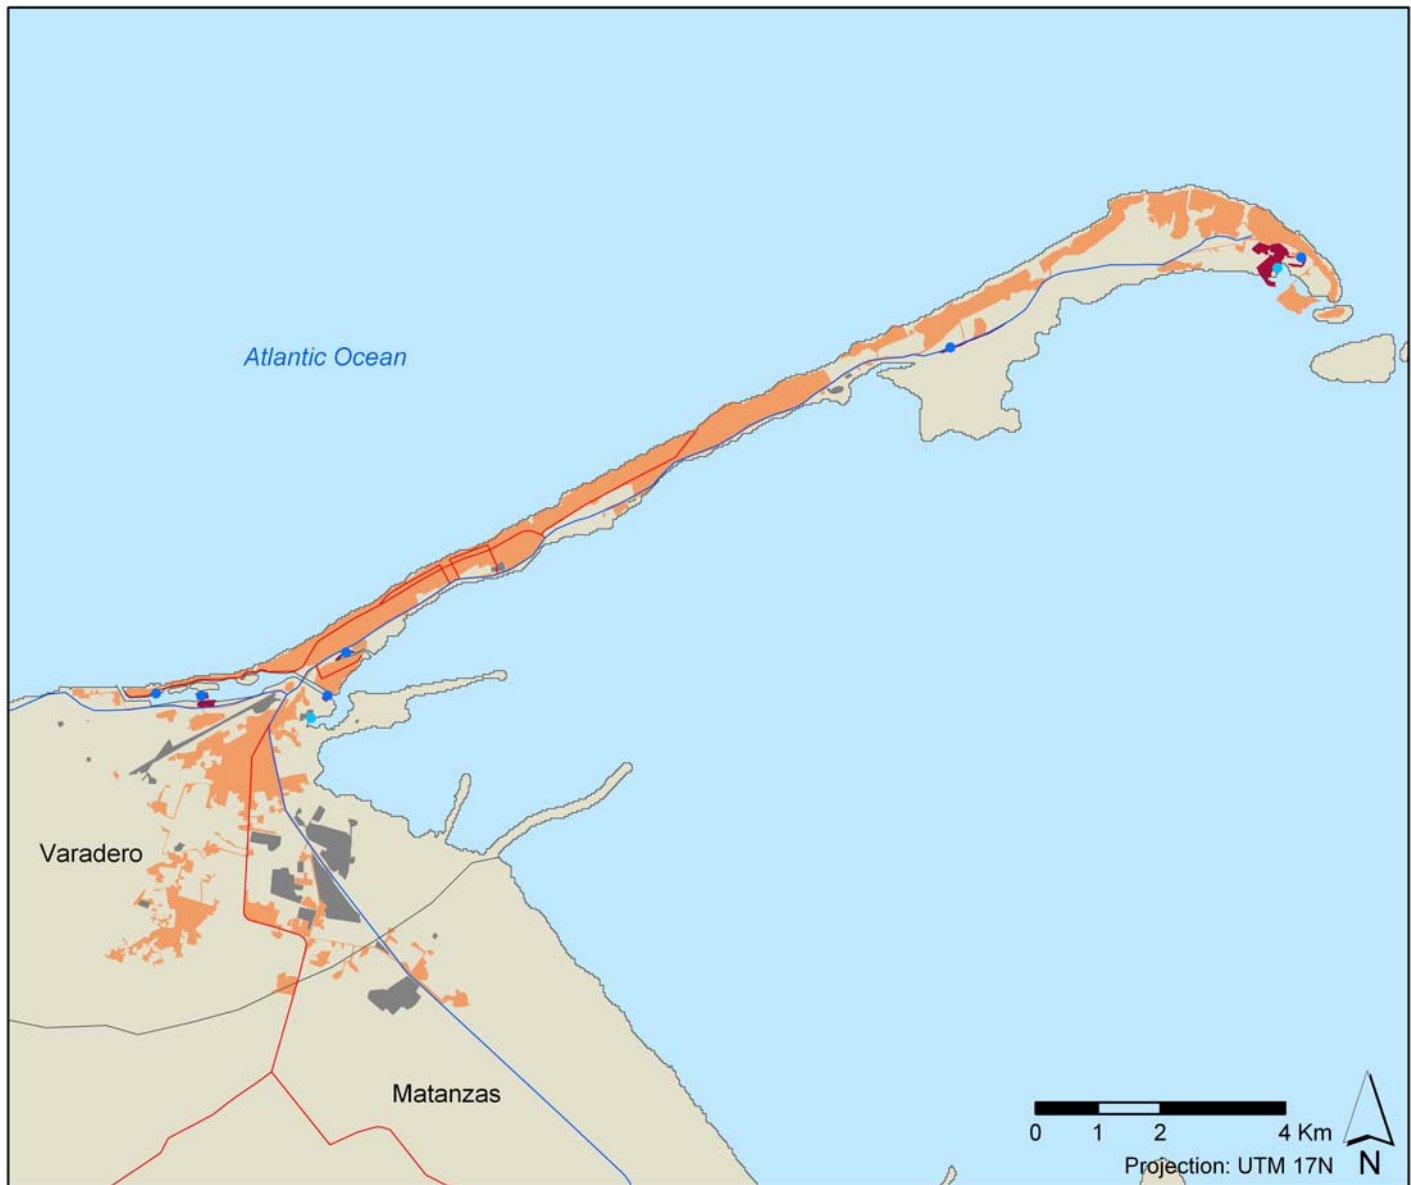 Atlantic Ocean
Varadero
Matanzas
0 1 2 4 Km
Projection: UTM 17N N